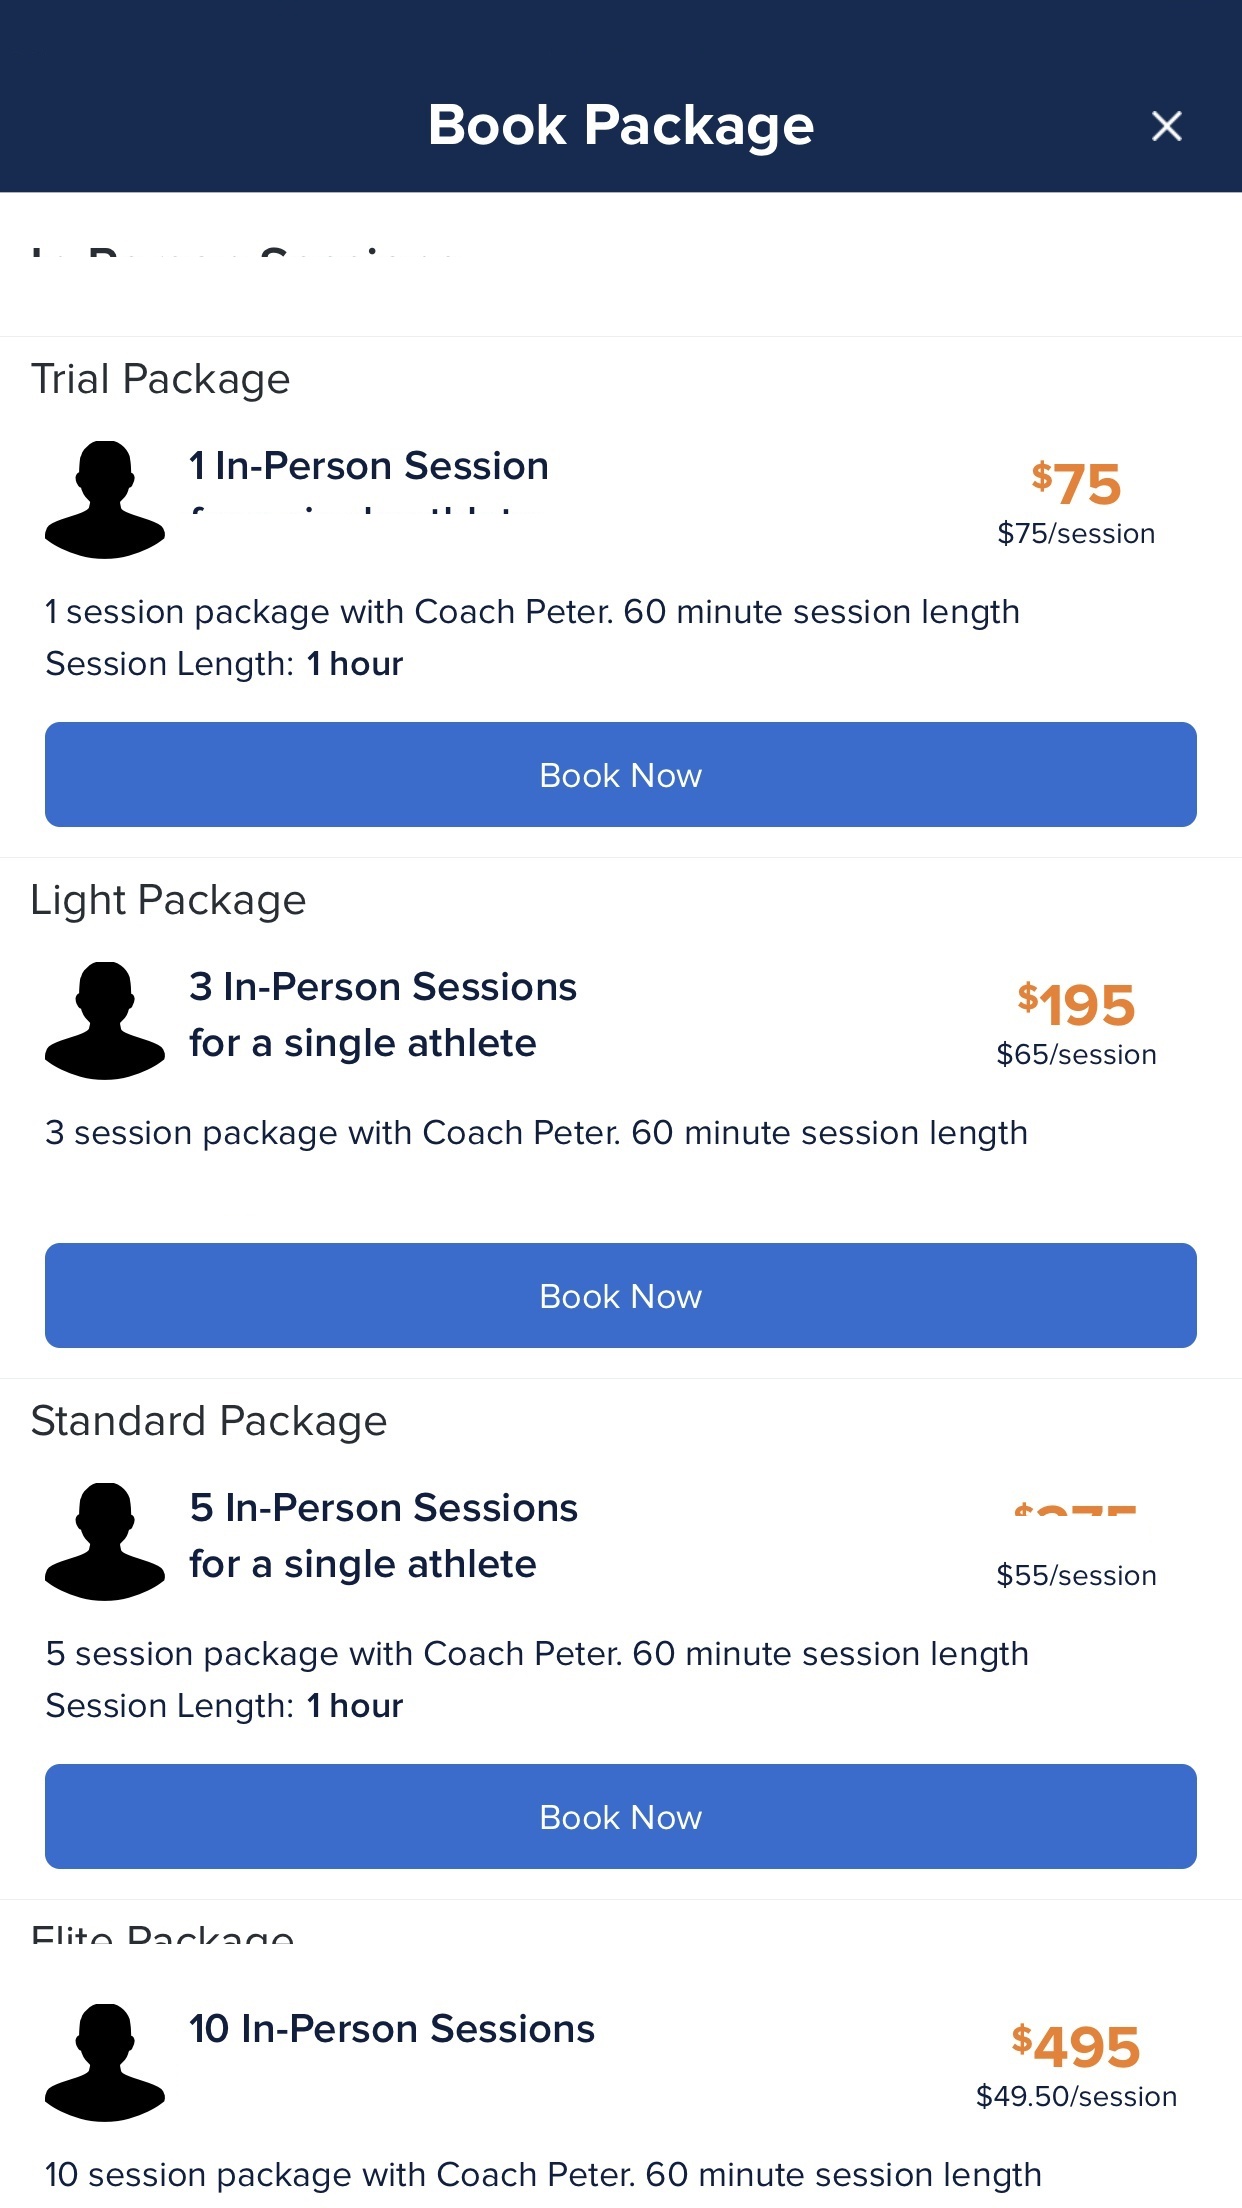 Book Package
Trial Package
1 In-Person Session
$75
$75/session
1 session package with Coach Peter. 60 minute session length
Session Length: 1 hour
Book Now
Light Package
3 In-Person Sessions
for a single athlete
$195
$65/session
3 session package with Coach Peter. 60 minute session length
Book Now
Standard Package
5 In-Person Sessions
for a single athlete
$55/session
5 session package with Coach Peter. 60 minute session length
Session Length: 1 hour
Book Now
Elite Package
10 In-Person Sessions
$495
$49.50/session
10 session package with Coach Peter. 60 minute session length